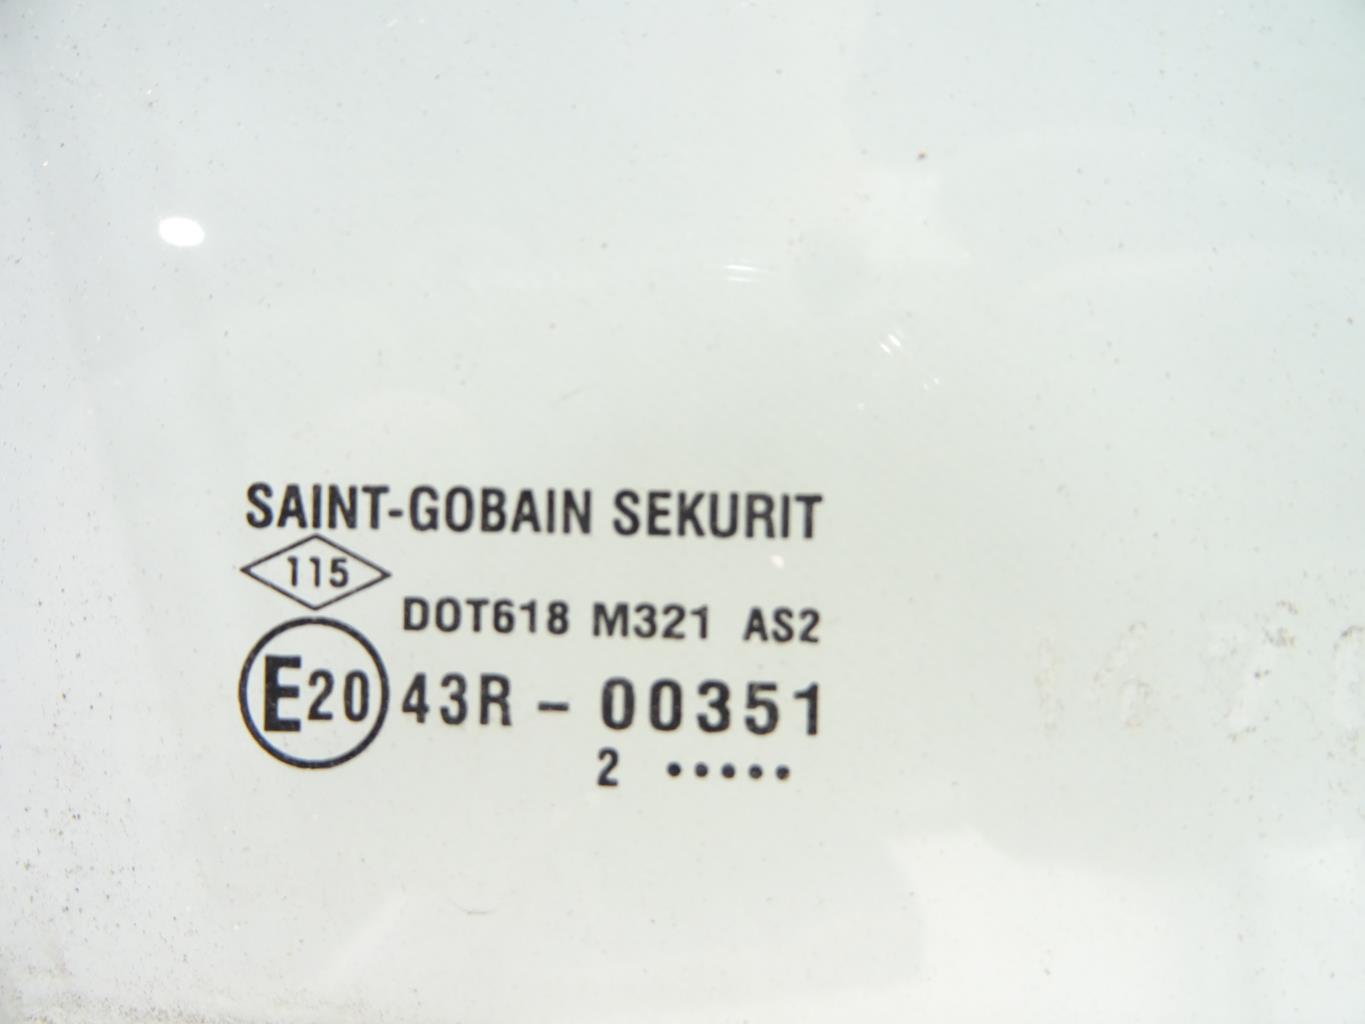 SAINT-GOBAIN SEKURIT
115
DOT618 M321 AS2
E20 43R - 00351
2 •••••